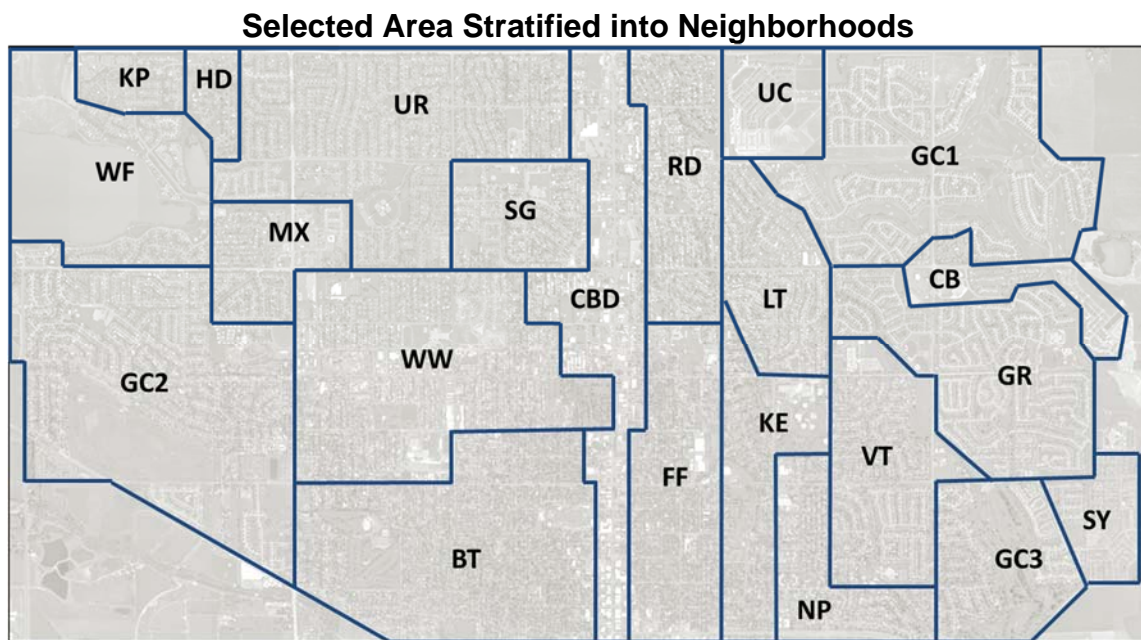 Selected Area Stratified into Neighborhoods
KP
HD
UR
UC
WF
RD
GC1
SG
MX
CBD
LT
CB
WW
GC2
GR
KE
FF
VT
SY
BT
GC3
NP